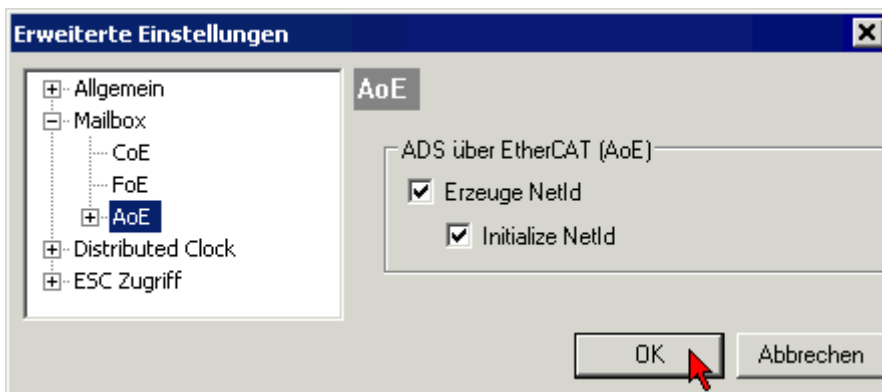 Erweiterte Einstellungen
Allgemein
Mailbox
CoE
FoE
AoE
Distributed Clock
ESC Zugriff
AoE
ADS über EtherCAT (AoE)
Erzeuge NetId
Initialize NetId
OK
Abbrechen